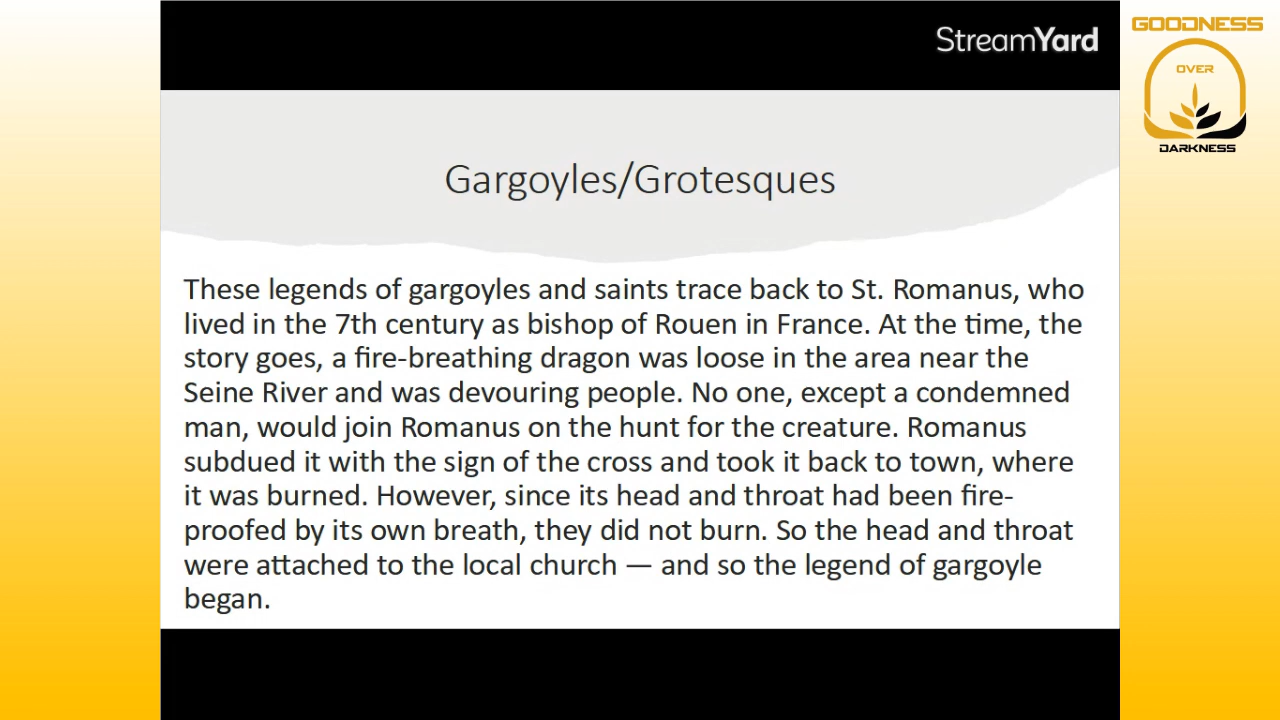 StreamYard
GOODNESS
OVER
DARKNESS
Gargoyles/Grotesques
These legends of gargoyles and saints trace back to St. Romanus, who
lived in the 7th century as bishop of Rouen in France. At the time, the
story goes, a fire-breathing dragon was loose in the area near the
Seine River and was devouring people. No one, except a condemned
man, would join Romanus on the hunt for the creature. Romanus
subdued it with the sign of the cross and took it back to town, where
it was burned. However, since its head and throat had been fire-
proofed by its own breath, they did not burn. So the head and throat
were attached to the local church — and so the legend of gargoyle
began.